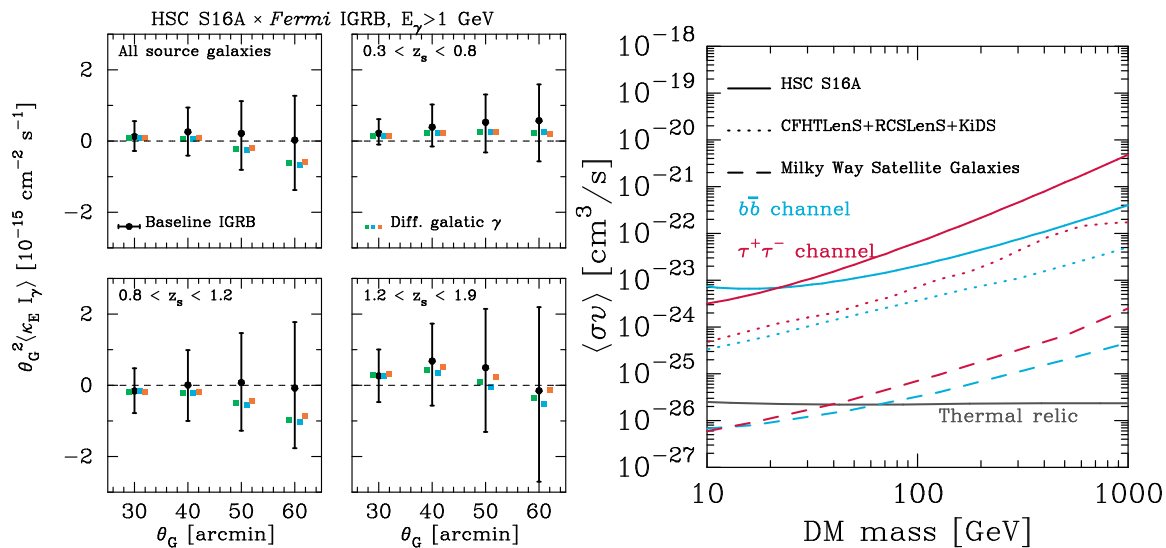 HSC S16A × Fermi IGRB, Eγ>1 GeV
All source galaxies
0.3 < zs < 0.8
2
0
−2
Baseline IGRB
Diff. galatic γ
0.8 < zs < 1.2
1.2 < zs < 1.9
2
0
−2
θG²⟨κE Iγ⟩ [10⁻¹⁵ cm⁻² s⁻¹]
30 40 50 60
30 40 50 60
θG [arcmin]
θG [arcmin]
10⁻¹⁸
10⁻¹⁹
10⁻²⁰
10⁻²¹
10⁻²²
10⁻²³
10⁻²⁴
10⁻²⁵
10⁻²⁶
10⁻²⁷
⟨σv⟩ [cm³/s]
HSC S16A
CFHTLenS+RCSLenS+KiDS
Milky Way Satellite Galaxies
bb̄ channel
τ⁺τ⁻ channel
Thermal relic
10 100 1000
DM mass [GeV]